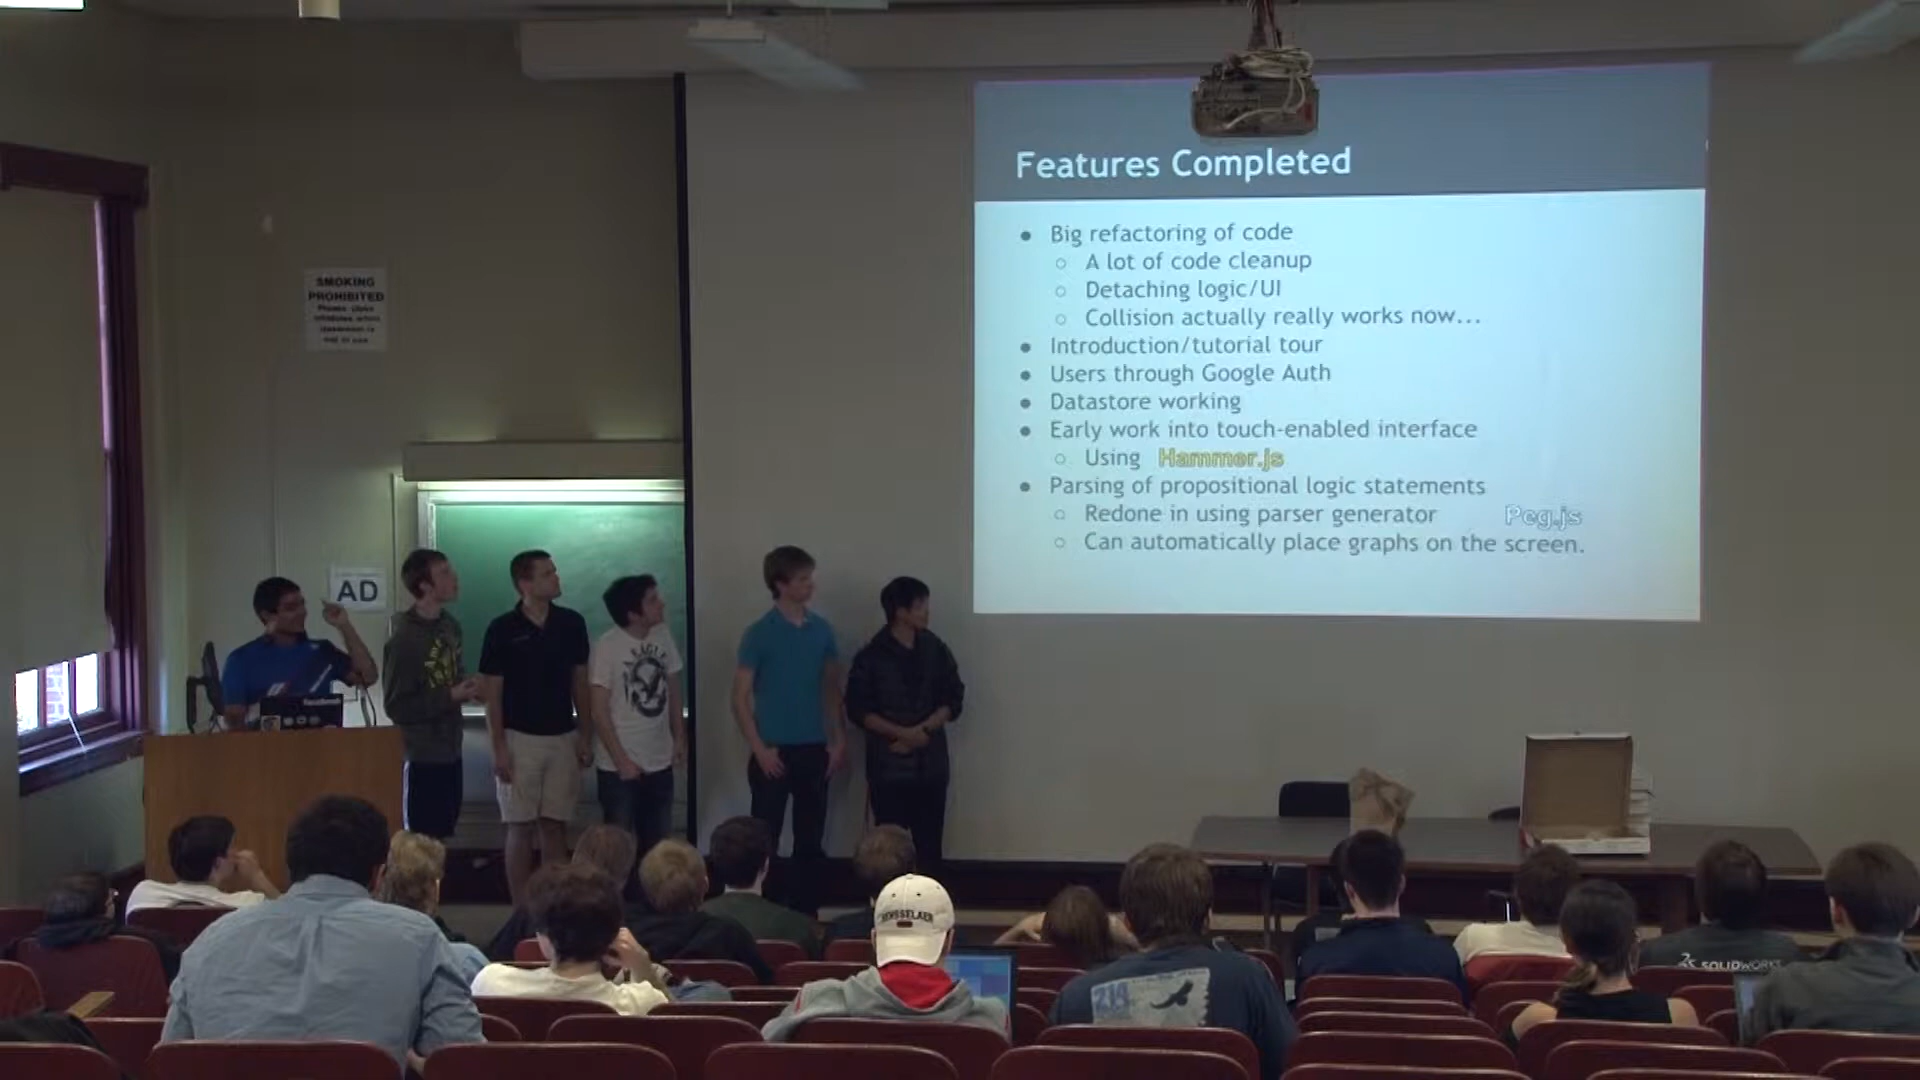 Features Completed
● Big refactoring of code
○ A lot of code cleanup
○ Detaching logic/UI
○ Collision actually really works now...
● Introduction/tutorial tour
● Users through Google Auth
● Datastore working
● Early work into touch-enabled interface
○ Using Hammer.js
● Parsing of propositional logic statements
○ Redone in using parser generator Peg.js
○ Can automatically place graphs on the screen.
SMOKING
PROHIBITED
AD
facebook
RENSSELAER
214
SOLIDWORKS